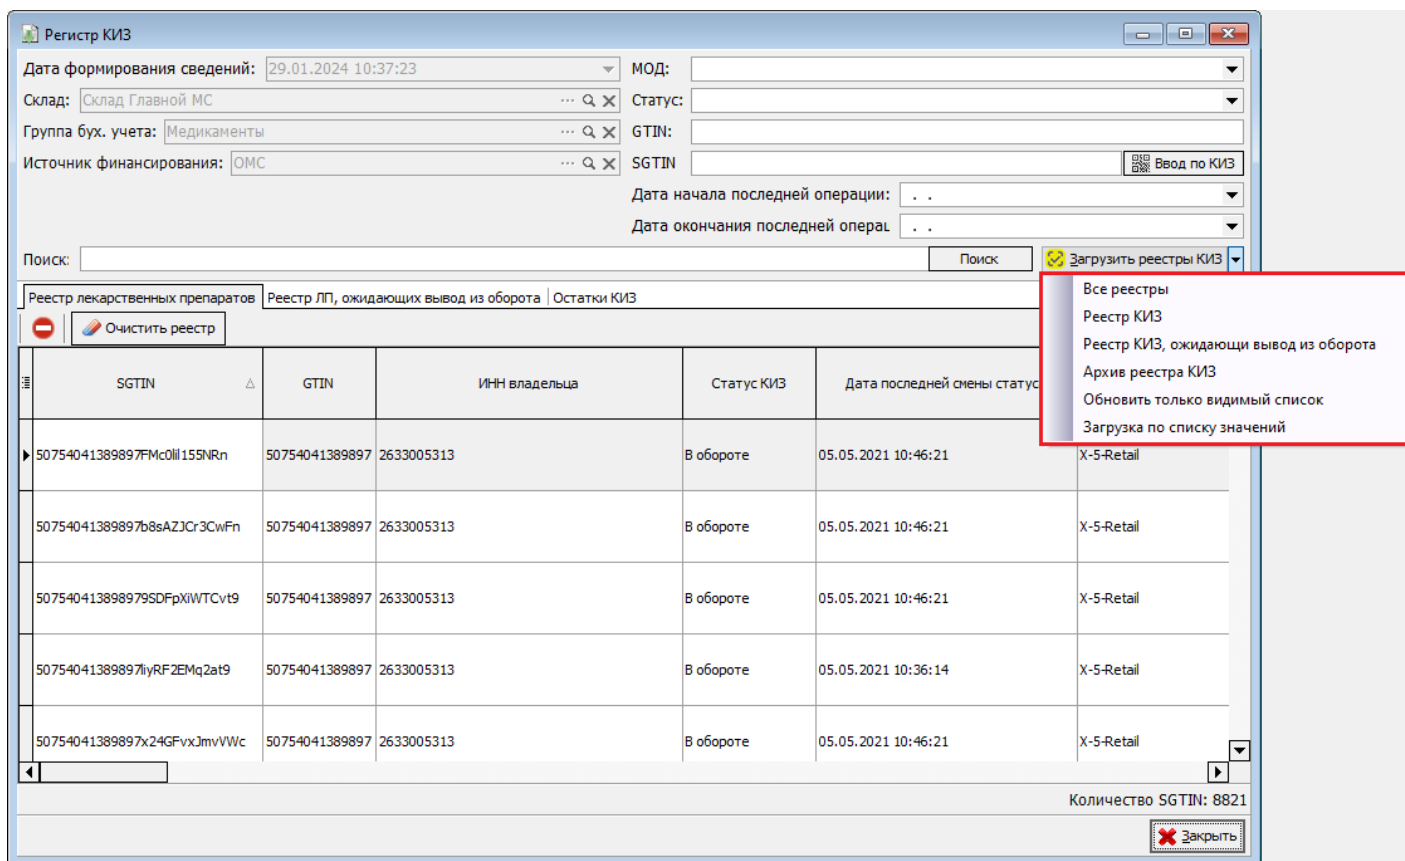 Регистр КИЗ
Дата формирования сведений: 29.01.2024 10:37:23 МОД:
Склад: Склад Главной МС Статус:
Группа бух. учета: Медикаменты GTIN:
Источник финансирования: ОМС SGTIN Ввод по КИЗ
Дата начала последней операции: . .
Дата окончания последней операц . .
Поиск: Поиск Загрузить реестры КИЗ
Все реестры
Реестр КИЗ
Реестр КИЗ, ожидающи вывод из оборота
Архив реестра КИЗ
Обновить только видимый список
Загрузка по списку значений
Реестр лекарственных препаратов Реестр ЛП, ожидающих вывод из оборота Остатки КИЗ
Очистить реестр
SGTIN GTIN ИНН владельца Статус КИЗ Дата последней смены статус
50754041389897FMc0lil155NRn 50754041389897 2633005313 В обороте 05.05.2021 10:46:21 X-5-Retail
50754041389897b8sAZJCr3CwFn 50754041389897 2633005313 В обороте 05.05.2021 10:46:21 X-5-Retail
507540413898979SDFpXiWTCvt9 50754041389897 2633005313 В обороте 05.05.2021 10:46:21 X-5-Retail
50754041389897liyRF2EMq2at9 50754041389897 2633005313 В обороте 05.05.2021 10:36:14 X-5-Retail
50754041389897x24GFvxJmvVWc 50754041389897 2633005313 В обороте 05.05.2021 10:46:21 X-5-Retail
Количество SGTIN: 8821
Закрыть